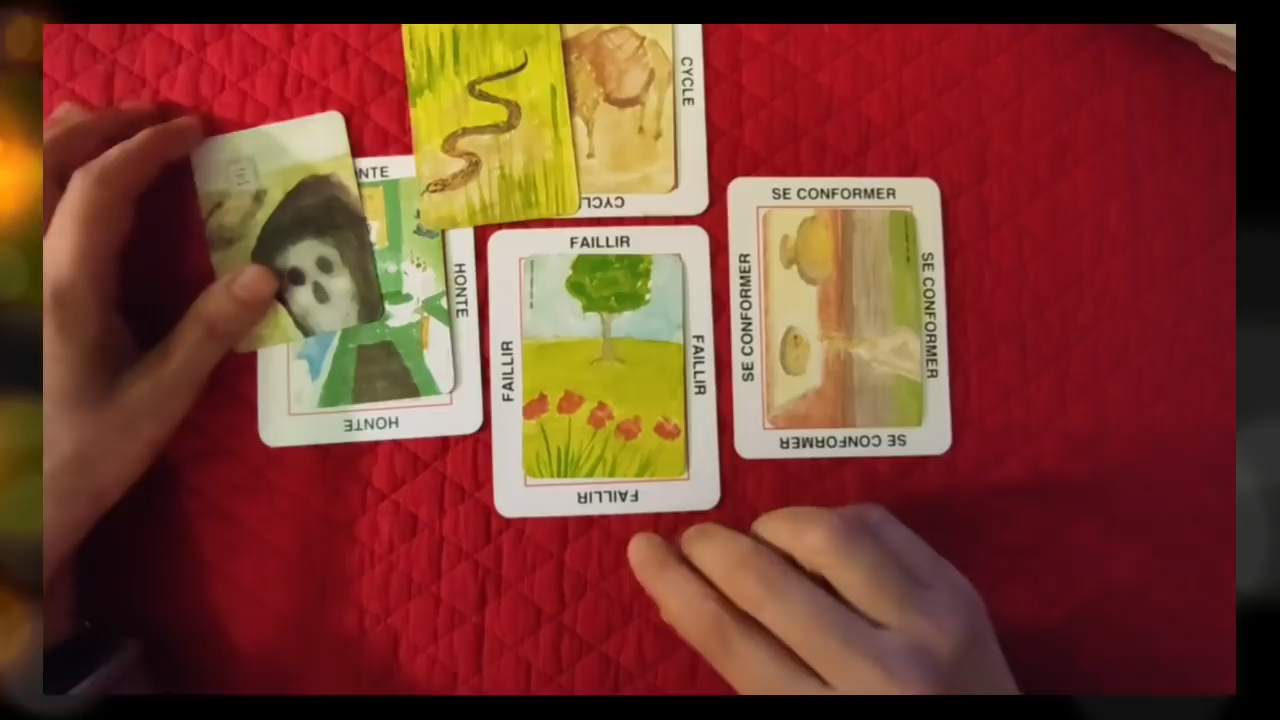 CYCLE
CYCLE
NTE
HONTE
HONTE
FAILLIR
FAILLIR
FAILLIR
FAILLIR
SE CONFORMER
SE CONFORMER
SE CONFORMER
SE CONFORMER